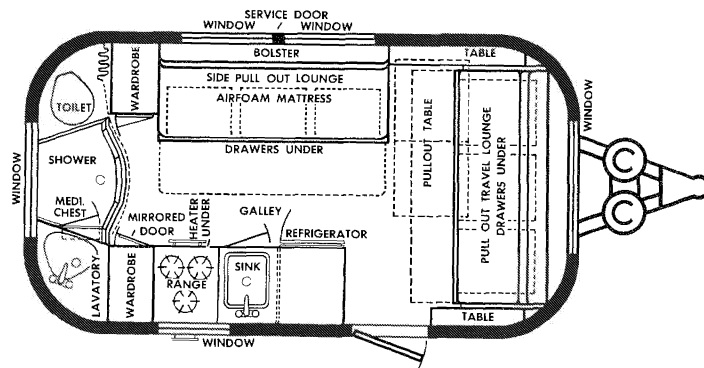 SERVICE DOOR
WINDOW WINDOW
BOLSTER
TABLE
WARDROBE
SIDE PULL OUT LOUNGE
AIRFOAM MATTRESS
TOILET
DRAWERS UNDER
PULLOUT TABLE
PULL OUT TRAVEL LOUNGE
DRAWERS UNDER
WINDOW
WINDOW
SHOWER
MEDI.
CHEST
MIRRORED
DOOR
HEATER
UNDER
GALLEY
REFRIGERATOR
LAVATORY
WARDROBE
RANGE
SINK
TABLE
WINDOW